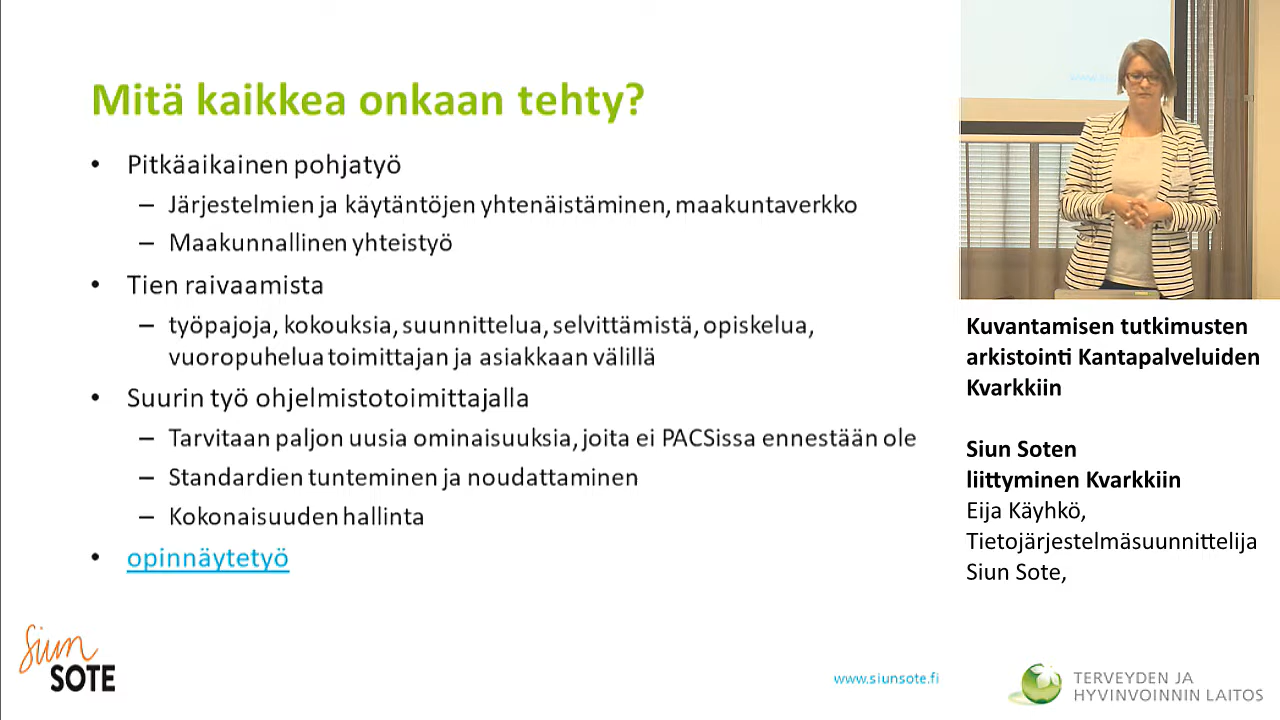 Mitä kaikkea onkaan tehty?
• Pitkäaikainen pohjatyö
– Järjestelmien ja käytäntöjen yhtenäistäminen, maakuntaverkko
– Maakunnallinen yhteistyö
• Tien raivaamista
– työpajoja, kokouksia, suunnittelua, selvittämistä, opiskelua,
vuoropuhelua toimittajan ja asiakkaan välillä
• Suurin työ ohjelmistotoimittajalla
– Tarvitaan paljon uusia ominaisuuksia, joita ei PACSissa ennestään ole
– Standardien tunteminen ja noudattaminen
– Kokonaisuuden hallinta
• opinnäytetyö
Kuvantamisen tutkimusten
arkistointi Kantapalveluiden
Kvarkkiin
Siun Soten
liittyminen Kvarkkiin
Eija Käyhkö,
Tietojärjestelmäsuunnittelija
Siun Sote,
Siun
SOTE
www.siunsote.fi
TERVEYDEN JA
HYVINVOINNIN LAITOS